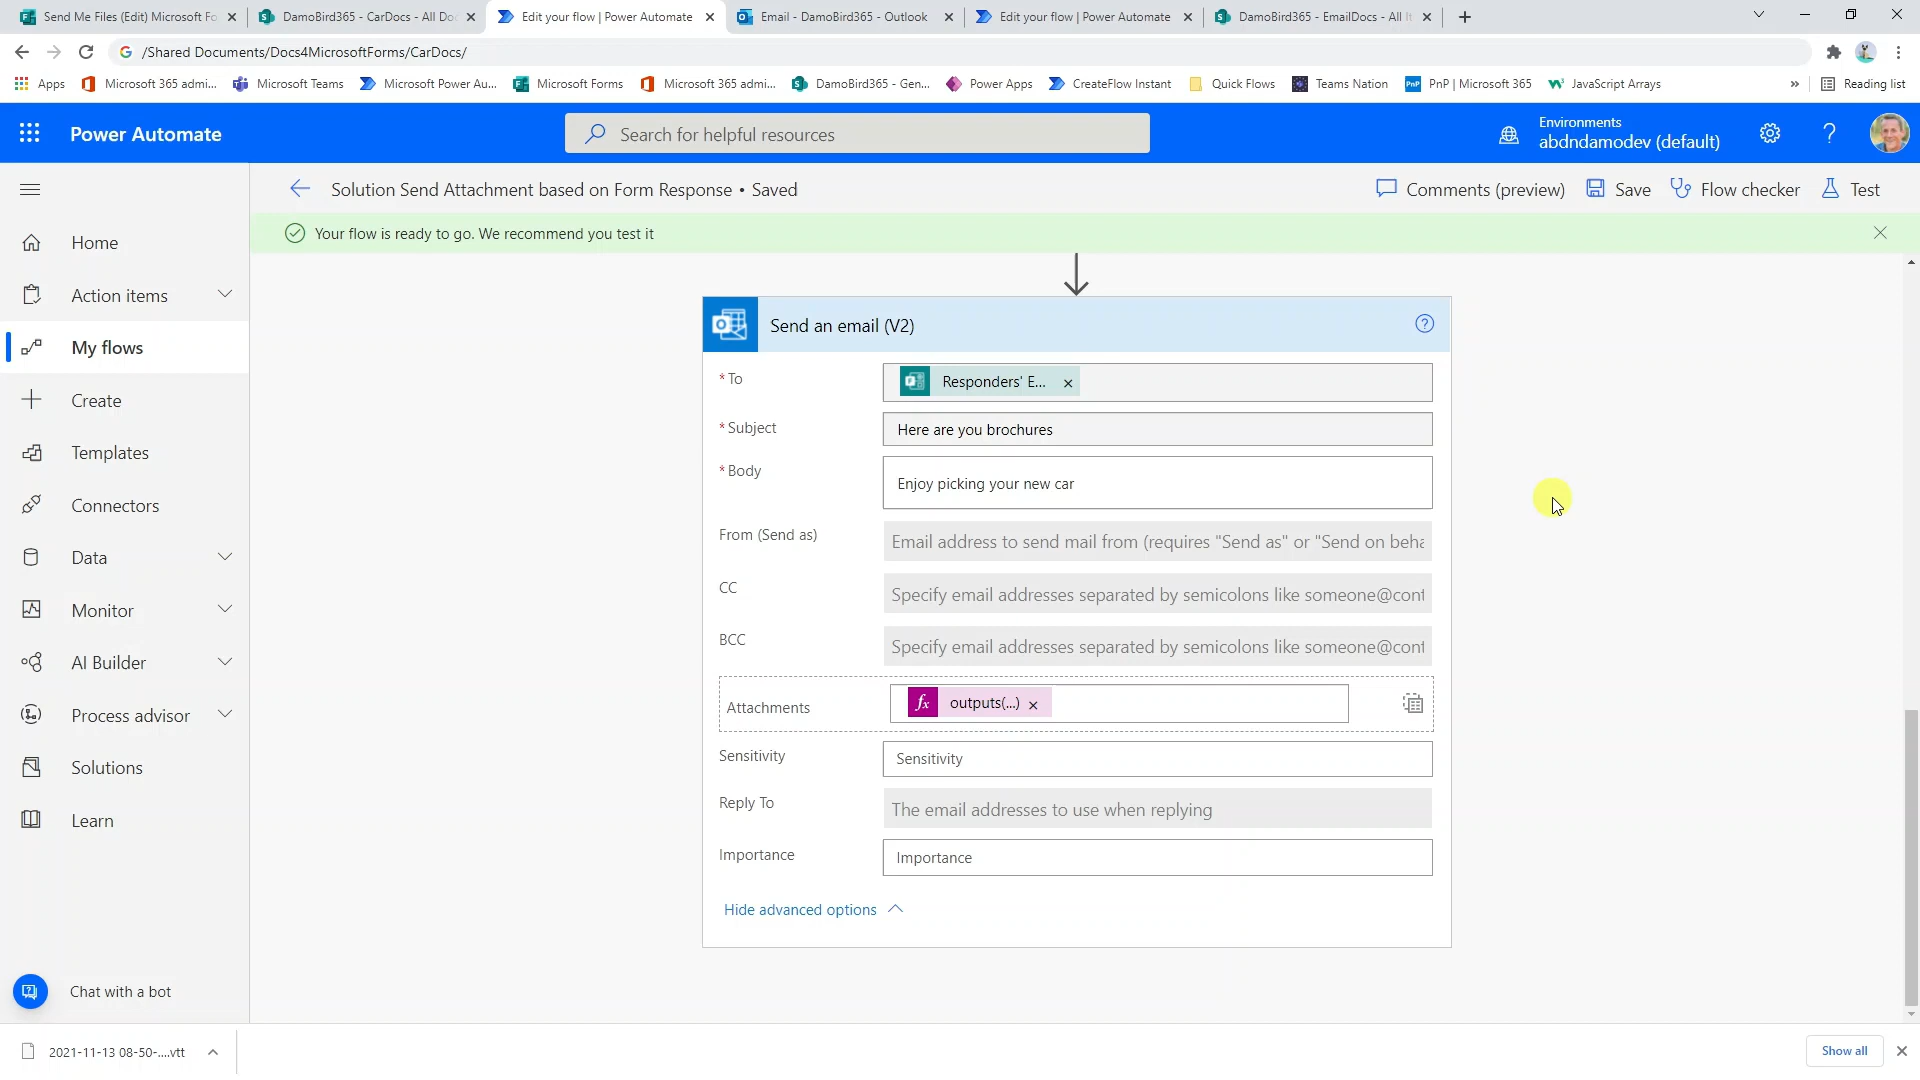 Send Me Files (Edit) Microsoft Fo
DamoBird365 - CarDocs - All Doc
Edit your flow | Power Automate
Email - DamoBird365 - Outlook
Edit your flow | Power Automate
DamoBird365 - EmailDocs - All It
/Shared Documents/Docs4MicrosoftForms/CarDocs/
Apps
Microsoft 365 admi...
Microsoft Teams
Microsoft Power Au...
Microsoft Forms
Microsoft 365 admi...
DamoBird365 - Gen...
Power Apps
CreateFlow Instant
Quick Flows
Teams Nation
PnP | Microsoft 365
JavaScript Arrays
»
Reading list
Power Automate
Search for helpful resources
Environments
abdndamodev (default)
Solution Send Attachment based on Form Response • Saved
Comments (preview)
Save
Flow checker
Test
Your flow is ready to go. We recommend you test it
Home
Action items
My flows
Create
Templates
Connectors
Data
Monitor
AI Builder
Process advisor
Solutions
Learn
Chat with a bot
Send an email (V2)
* To
Responders' E...
* Subject
Here are you brochures
* Body
Enjoy picking your new car
From (Send as)
Email address to send mail from (requires "Send as" or "Send on beha
CC
Specify email addresses separated by semicolons like someone@cont
BCC
Specify email addresses separated by semicolons like someone@cont
Attachments
fx outputs(...)
Sensitivity
Sensitivity
Reply To
The email addresses to use when replying
Importance
Importance
Hide advanced options
2021-11-13 08-50-....vtt
Show all